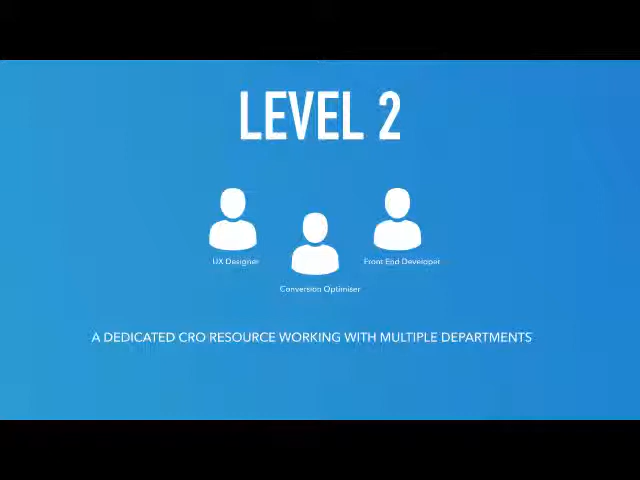 LEVEL 2
UX Designer
Front End Developer
Conversion Optimiser
A DEDICATED CRO RESOURCE WORKING WITH MULTIPLE DEPARTMENTS